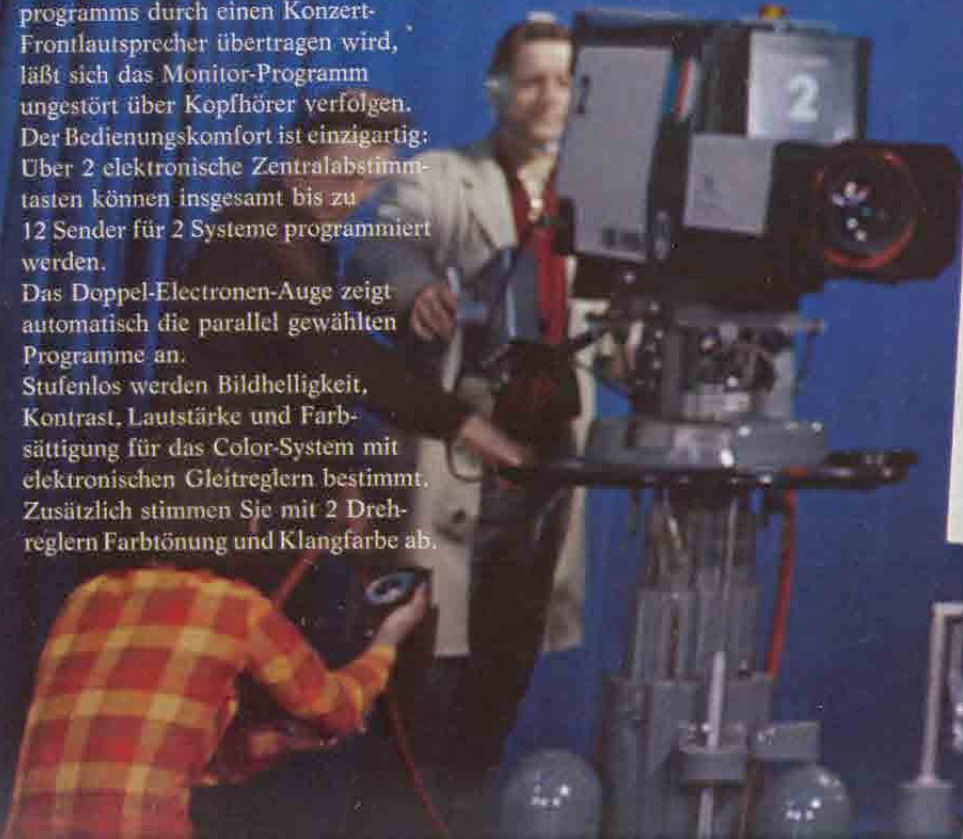 programms durch einen Konzert-
Frontlautsprecher übertragen wird,
läßt sich das Monitor-Programm
ungestört über Kopfhörer verfolgen.
Der Bedienungskomfort ist einzigartig:
Über 2 elektronische Zentralabstimm-
tasten können insgesamt bis zu
12 Sender für 2 Systeme programmiert
werden.
Das Doppel-Electronen-Auge zeigt
automatisch die parallel gewählten
Programme an.
Stufenlos werden Bildhelligkeit,
Kontrast, Lautstärke und Farb-
sättigung für das Color-System mit
elektronischen Gleitreglern bestimmt.
Zusätzlich stimmen Sie mit 2 Dreh-
reglern Farbtönung und Klangfarbe ab.
2
2